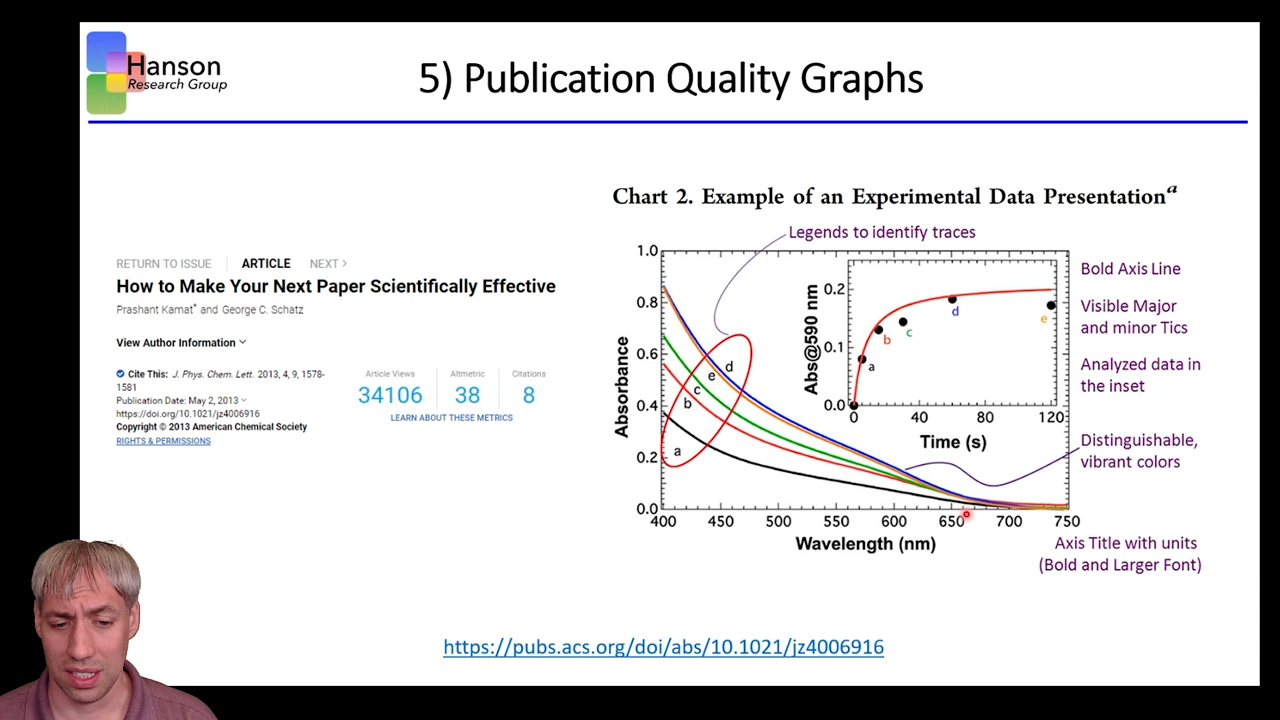 Hanson
Research Group
5) Publication Quality Graphs
RETURN TO ISSUE
ARTICLE
NEXT >
How to Make Your Next Paper Scientifically Effective
Prashant Kamat* and George C. Schatz
View Author Information
Cite This: J. Phys. Chem. Lett. 2013, 4, 9, 1578-
1581
Publication Date: May 2, 2013
https://doi.org/10.1021/jz4006916
Copyright © 2013 American Chemical Society
RIGHTS & PERMISSIONS
Article Views
Altmetric
Citations
34106
38
8
LEARN ABOUT THESE METRICS
Chart 2. Example of an Experimental Data Presentation^a
Legends to identify traces
Bold Axis Line
Visible Major
and minor Tics
Analyzed data in
the inset
Distinguishable,
vibrant colors
Axis Title with units
(Bold and Larger Font)
Absorbance
1.0
0.8
0.6
0.4
0.2
0.0
400
450
500
550
600
650
700
750
Wavelength (nm)
d
e
c
b
a
Abs@590 nm
0.2
0.1
0.0
0
40
80
120
Time (s)
a
b
c
d
e
https://pubs.acs.org/doi/abs/10.1021/jz4006916